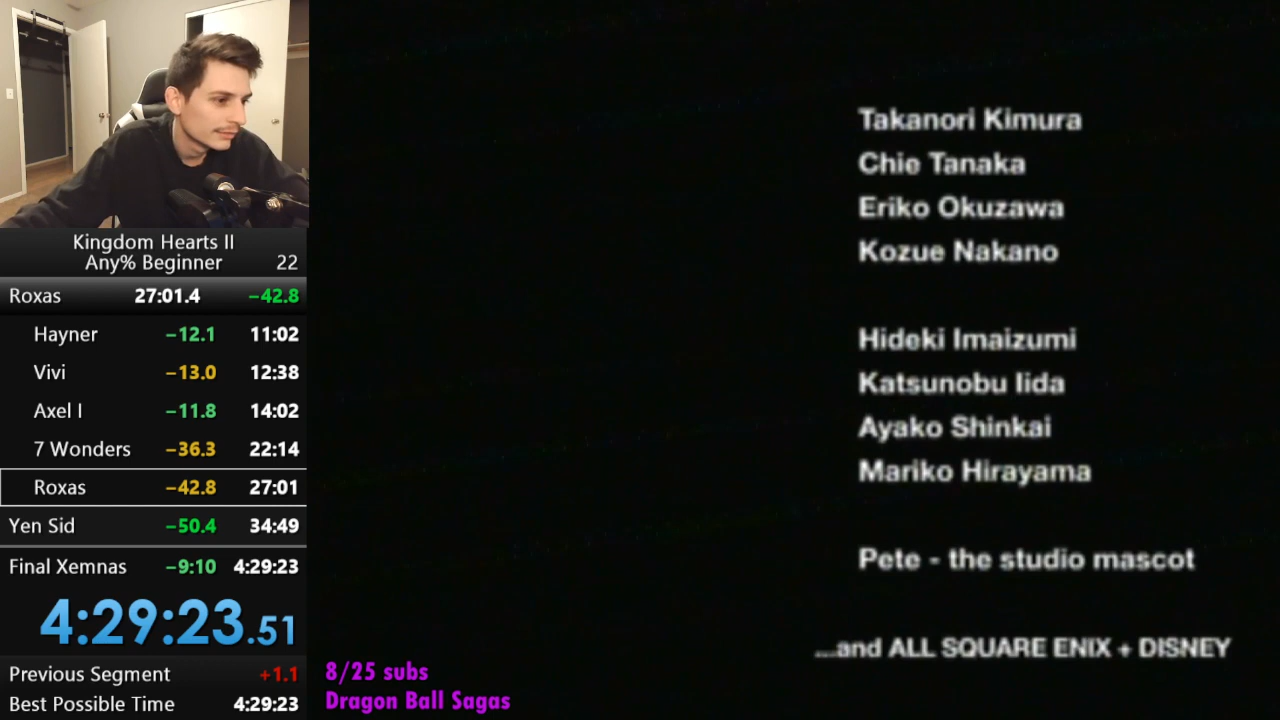 Kingdom Hearts II
Any% Beginner 22
Roxas 27:01.4 -42.8
Hayner -12.1 11:02
Vivi -13.0 12:38
Axel I -11.8 14:02
7 Wonders -36.3 22:14
Roxas -42.8 27:01
Yen Sid -50.4 34:49
Final Xemnas -9:10 4:29:23
4:29:23.51
Previous Segment +1.1
Best Possible Time 4:29:23
8/25 subs
Dragon Ball Sagas
Takanori Kimura
Chie Tanaka
Eriko Okuzawa
Kozue Nakano
Hideki Imaizumi
Katsunobu Iida
Ayako Shinkai
Mariko Hirayama
Pete - the studio mascot
...and ALL SQUARE ENIX + DISNEY